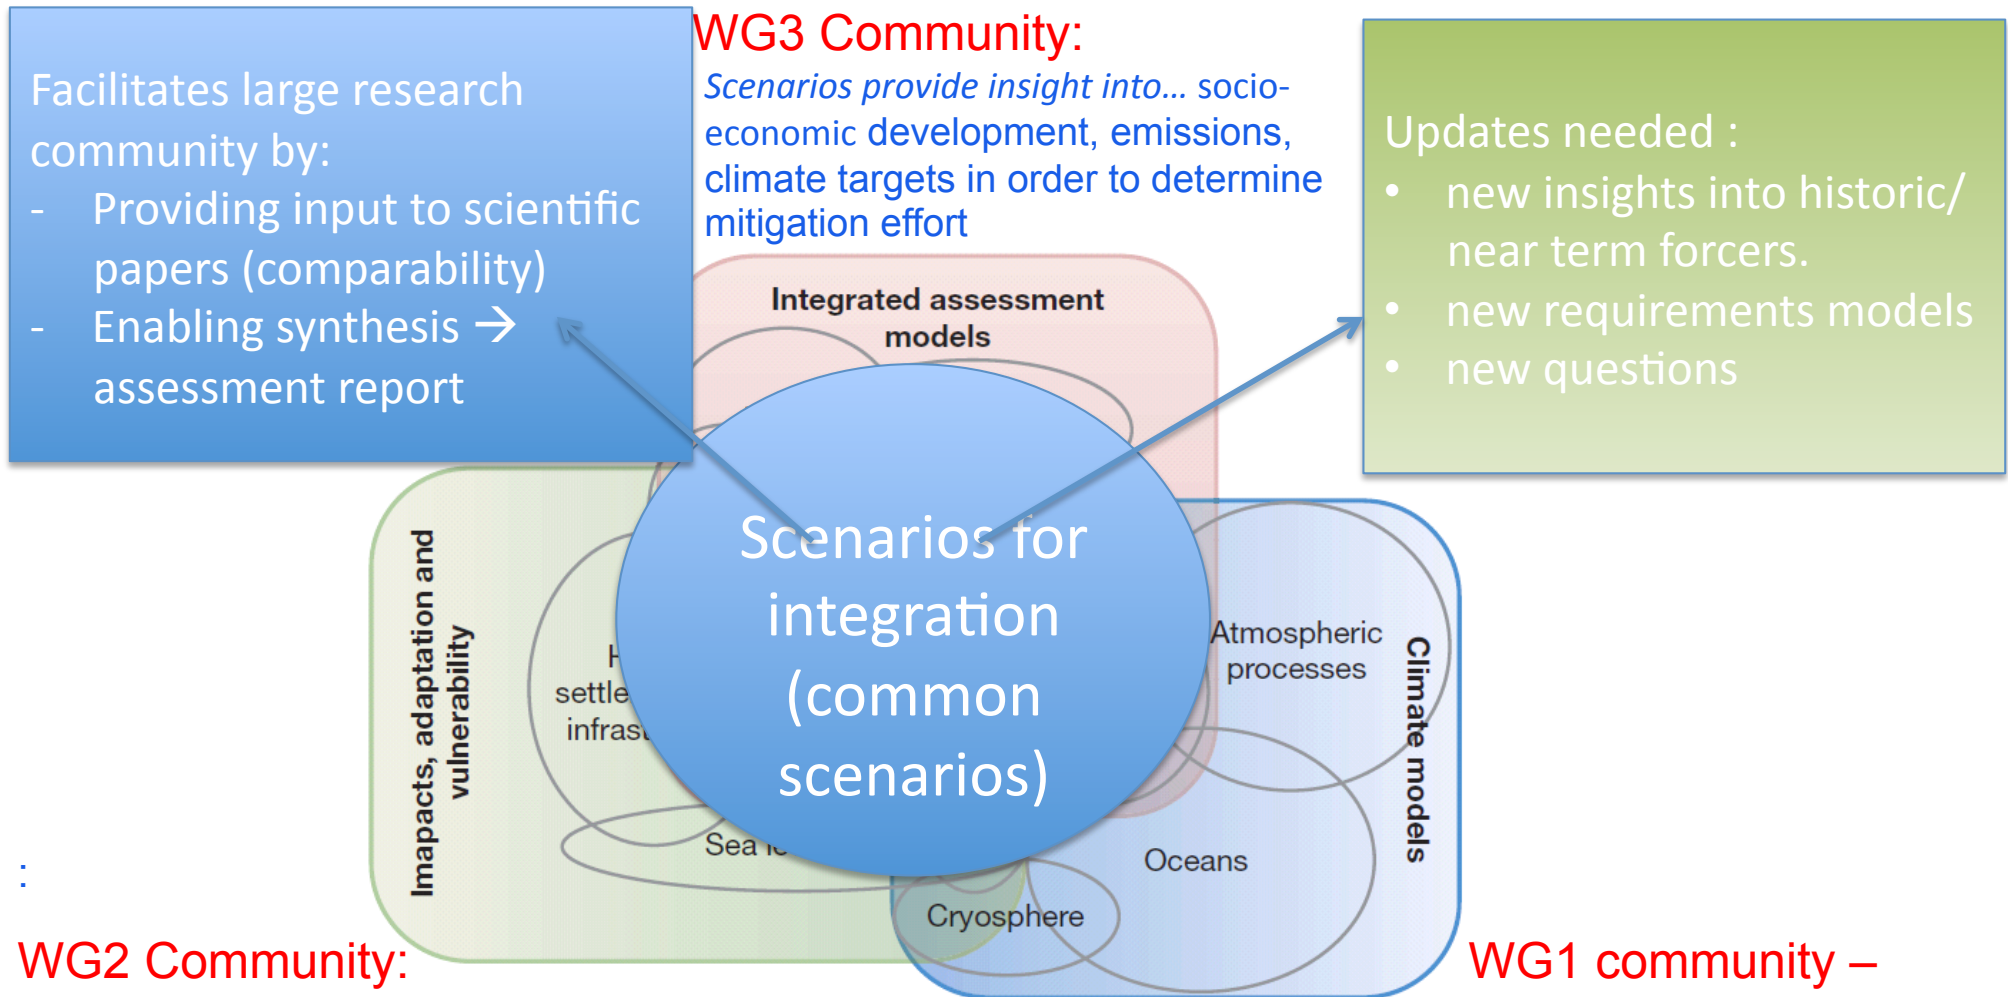 Facilitates large research
community by:
- Providing input to scientific
papers (comparability)
- Enabling synthesis →
assessment report
WG3 Community:
Scenarios provide insight into... socio-
economic development, emissions,
climate targets in order to determine
mitigation effort
Updates needed :
• new insights into historic/
near term forcers.
• new requirements models
• new questions
Integrated assessment
models
Scenarios for
integration
(common
scenarios)
Imapacts, adaptation and
vulnerability
Sea
Atmospheric
processes
Climate models
Oceans
Cryosphere
:
WG2 Community:
WG1 community –